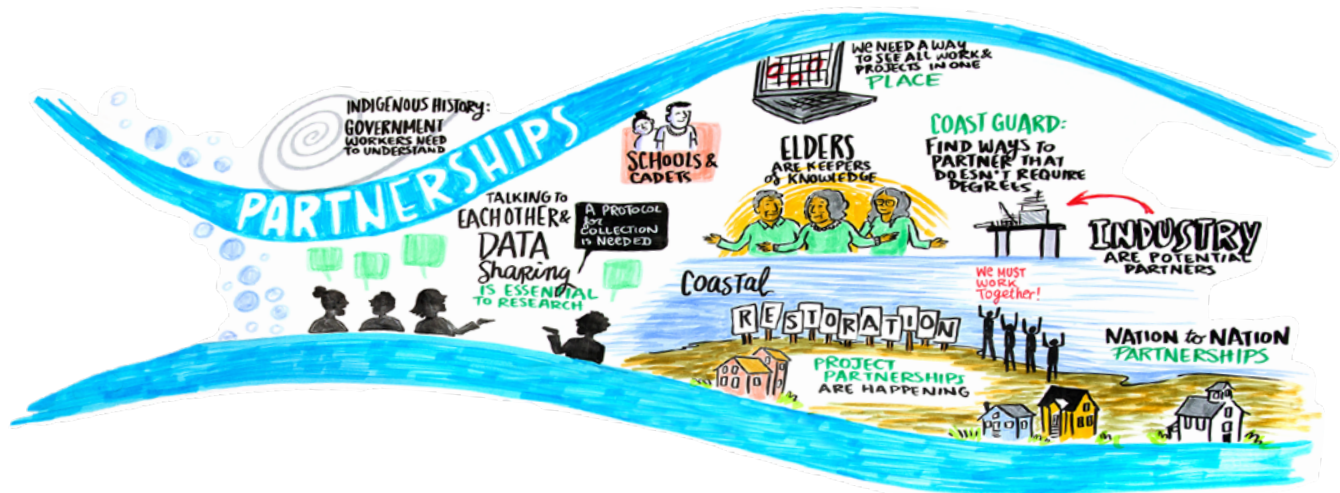 INDIGENOUS HISTORY:
GOVERNMENT
WORKERS NEED
TO UNDERSTAND
PARTNERSHIPS
TALKING TO
EACH OTHER &
DATA
Sharing
IS ESSENTIAL
TO RESEARCH
A PROTOCOL
for
COLLECTION
IS NEEDED
SCHOOLS &
CADETS
WE NEED A WAY
TO SEE ALL WORK &
PROJECTS IN ONE
PLACE
ELDERS
ARE KEEPERS
of KNOWLEDGE
COAST GUARD:
FIND WAYS TO
PARTNER THAT
DOESN'T REQUIRE
DEGREES
INDUSTRY
ARE POTENTIAL
PARTNERS
COASTAL
RESTORATION
PROJECT
PARTNERSHIPS
ARE HAPPENING
WE MUST
WORK
Together!
NATION to NATION
PARTNERSHIPS